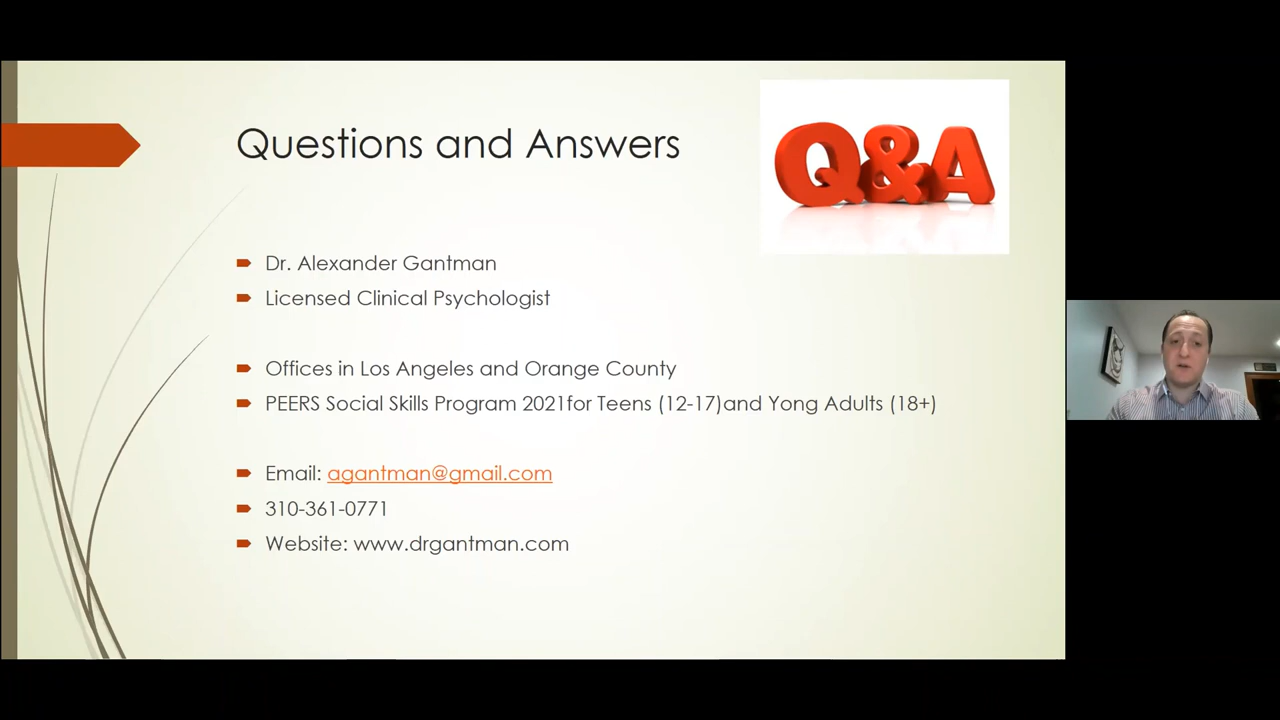 Questions and Answers
Q&A
Dr. Alexander Gantman
Licensed Clinical Psychologist
Offices in Los Angeles and Orange County
PEERS Social Skills Program 2021for Teens (12-17)and Yong Adults (18+)
Email: agantman@gmail.com
310-361-0771
Website: www.drgantman.com